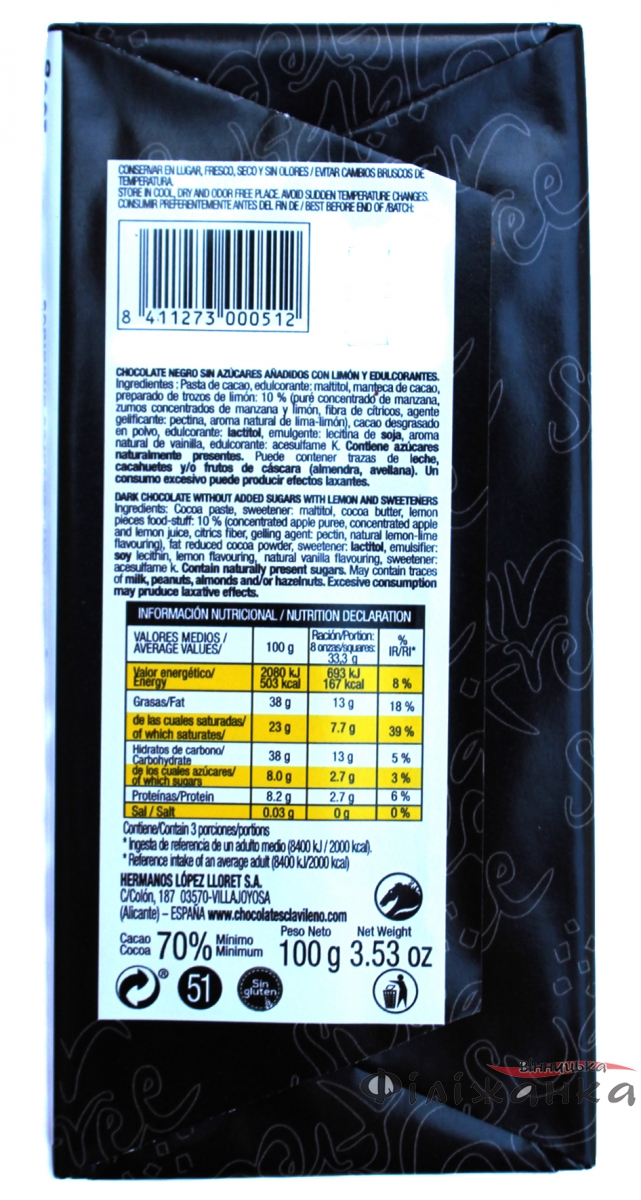 CONSERVAR EN LUGAR, FRESCO, SECO Y SIN OLORES / EVITAR CAMBIOS BRUSCOS DE
TEMPERATURA.
STORE IN COOL, DRY AND ODOR FREE PLACE. AVOID SUDDEN TEMPERATURE CHANGES.
CONSUMIR PREFERENTEMENTE ANTES DEL FIN DE / BEST BEFORE END OF /BATCH:
8 411273 000512
CHOCOLATE NEGRO SIN AZÚCARES AÑADIDOS CON LIMÓN Y EDULCORANTES.
Ingredientes : Pasta de cacao, edulcorante: maltitol, manteca de cacao,
preparado de trozos de limón: 10 % (puré concentrado de manzana,
zumos concentrados de manzana y limón, fibra de cítricos, agente
gelificante: pectina, aroma natural de lima-limón), cacao desgrasado
en polvo, edulcorante: lactitol, emulgente: lecitina de soja, aroma
natural de vainilla, edulcorante: acesulfame K. Contiene azúcares
naturalmente presentes. Puede contener trazas de leche,
cacahuetes y/o frutos de cáscara (almendra, avellana). Un
consumo excesivo puede producir efectos laxantes.
DARK CHOCOLATE WITHOUT ADDED SUGARS WITH LEMON AND SWEETENERS
Ingredients: Cocoa paste, sweetener: maltitol, cocoa butter, lemon
pieces food-stuff: 10 % (concentrated apple puree, concentrated apple
and lemon juice, citrics fiber, gelling agent: pectin, natural lemon-lime
flavouring), fat reduced cocoa powder, sweetener: lactitol, emulsifier:
soy lecithin, lemon flavouring, natural vanilla flavouring, sweetener:
acesulfame k. Contain naturally present sugars. May contain traces
of milk, peanuts, almonds and/or hazelnuts. Excesive consumption
may pruduce laxative effects.
INFORMACIÓN NUTRICIONAL / NUTRITION DECLARATION
VALORES MEDIOS / AVERAGE VALUES/ 100 g Ración/Portion: 8 onzas/squares: 33,3 g % IR/RI*
Valor energético/ Energy 2080 kJ 503 kcal 693 kJ 167 kcal 8 %
Grasas/Fat 38 g 13 g 18 %
de las cuales saturadas/ of which saturates/ 23 g 7.7 g 39 %
Hidratos de carbono/ Carbohydrate 38 g 13 g 5 %
de los cuales azúcares/ of which sugars 8.0 g 2.7 g 3 %
Proteínas/Protein 8.2 g 2.7 g 6 %
Sal / Salt 0.03 g 0 g 0 %
Contiene/Contain 3 porciones/portions
* Ingesta de referencia de un adulto medio (8400 kJ / 2000 kcal).
* Reference intake of an average adult (8400 kJ/2000 kcal)
HERMANOS LÓPEZ LLORET S.A.
C/Colón, 187 03570-VILLAJOYOSA
(Alicante) – ESPAÑA www.chocolatesclavileno.com
Cacao Cocoa 70% Mínimo Minimum
Peso Neto Net Weight
100 g 3.53 oz
® 51 Sin gluten
Вінницька
Філіжанка